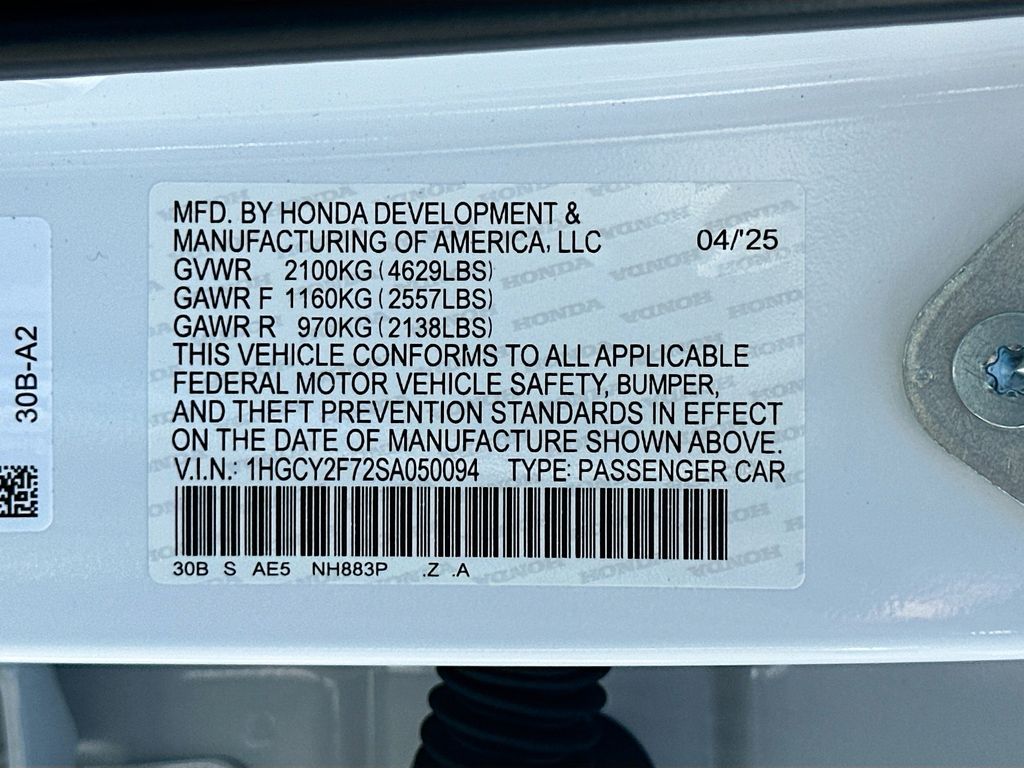 MFD. BY HONDA DEVELOPMENT &
MANUFACTURING OF AMERICA, LLC 04/'25
GVWR 2100KG (4629LBS)
GAWR F 1160KG (2557LBS)
GAWR R 970KG (2138LBS)
THIS VEHICLE CONFORMS TO ALL APPLICABLE
FEDERAL MOTOR VEHICLE SAFETY, BUMPER,
AND THEFT PREVENTION STANDARDS IN EFFECT
ON THE DATE OF MANUFACTURE SHOWN ABOVE.
V.I.N.: 1HGCY2F72SA050094 TYPE: PASSENGER CAR
30B S AE5 NH883P .Z .A
30B-A2